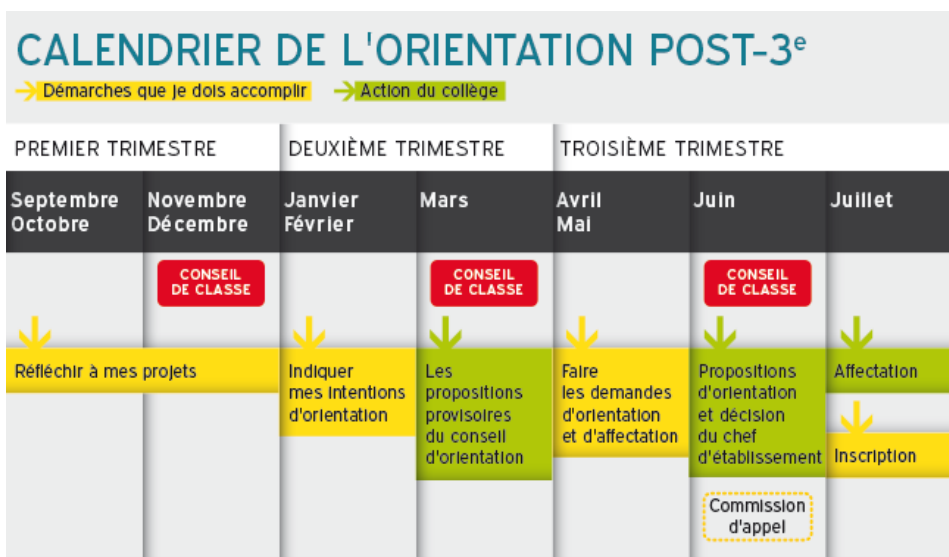 CALENDRIER DE L'ORIENTATION POST-3e
Démarches que je dois accomplir
Action du collège
PREMIER TRIMESTRE
DEUXIÈME TRIMESTRE
TROISIÈME TRIMESTRE
Septembre
Octobre
Novembre
Décembre
Janvier
Février
Mars
Avril
Mai
Juin
Juillet
CONSEIL
DE CLASSE
CONSEIL
DE CLASSE
CONSEIL
DE CLASSE
Réfléchir à mes projets
Indiquer
mes intentions
d'orientation
Les
propositions
provisoires
du conseil
d'orientation
Faire
les demandes
d'orientation
et d'affectation
Propositions
d'orientation
et décision
du chef
d'établissement
Affectation
Inscription
Commission
d'appel